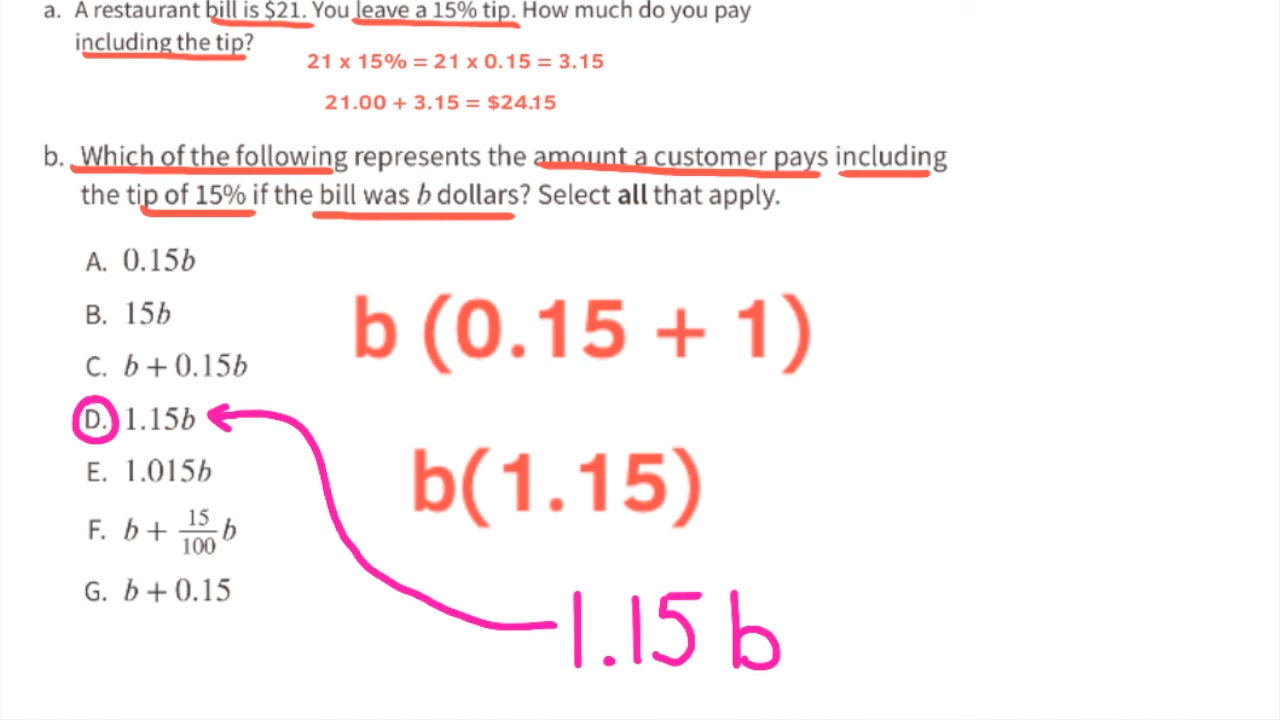 a. A restaurant bill is $21. You leave a 15% tip. How much do you pay
including the tip?
21 x 15% = 21 x 0.15 = 3.15
21.00 + 3.15 = $24.15
b. Which of the following represents the amount a customer pays including
the tip of 15% if the bill was b dollars? Select all that apply.
A. 0.15b
B. 15b
C. b + 0.15b
D. 1.15b
E. 1.015b
F. b + 15/100 b
G. b + 0.15
b (0.15 + 1)
b(1.15)
1.15 b